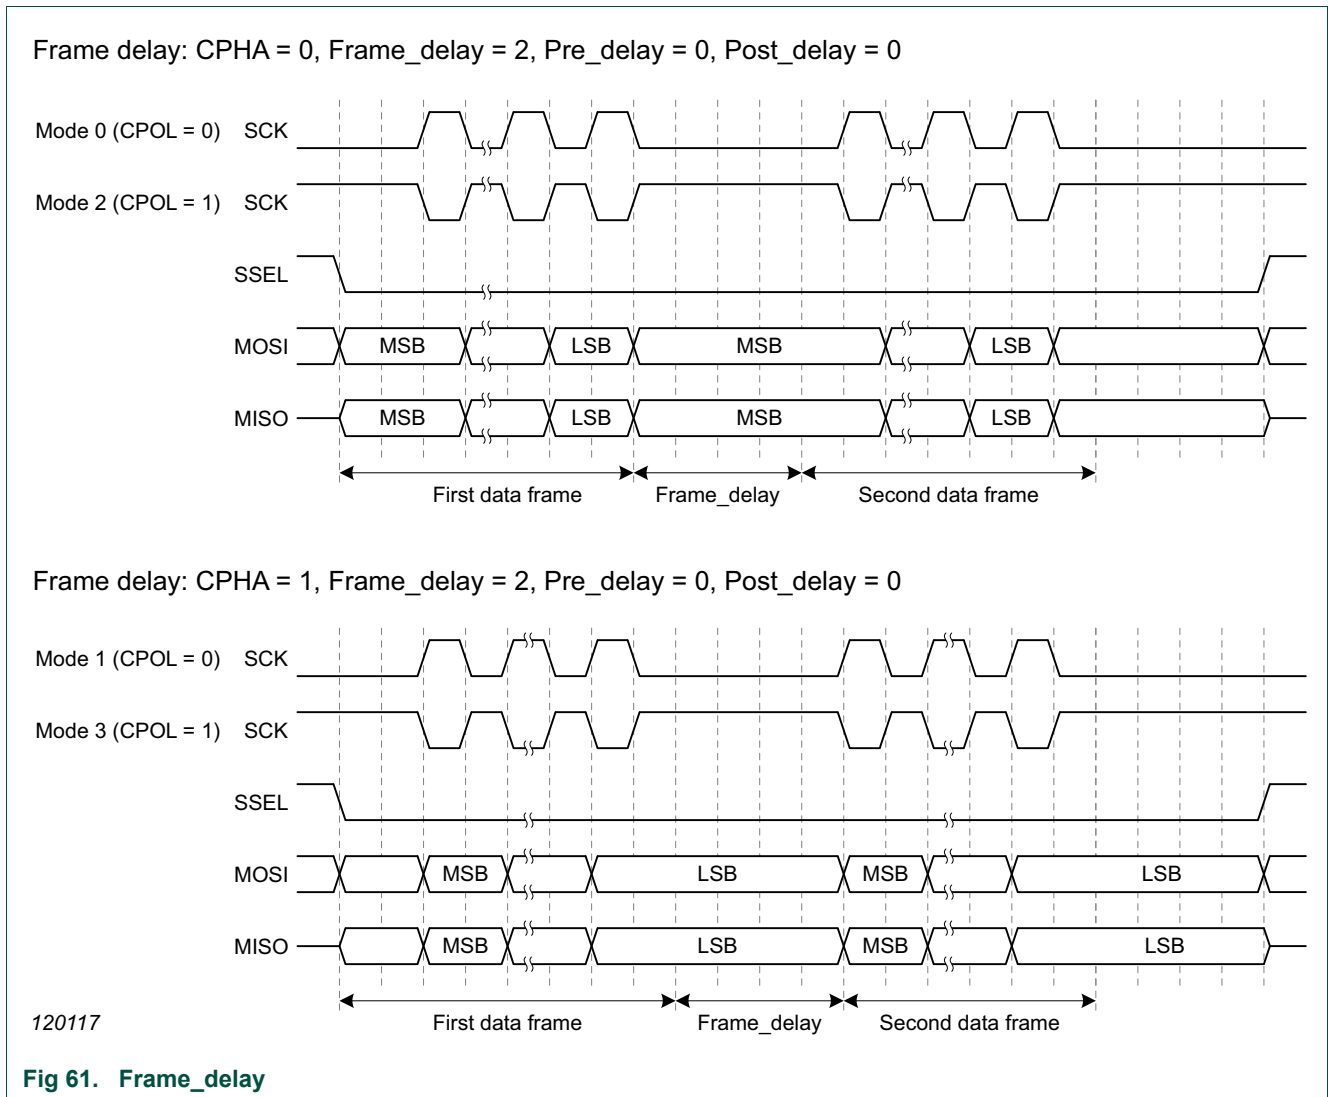 Frame delay: CPHA = 0, Frame_delay = 2, Pre_delay = 0, Post_delay = 0
Mode 0 (CPOL = 0) SCK
Mode 2 (CPOL = 1) SCK
SSEL
MOSI MSB LSB MSB LSB
MISO MSB LSB MSB LSB
First data frame Frame_delay Second data frame
Frame delay: CPHA = 1, Frame_delay = 2, Pre_delay = 0, Post_delay = 0
Mode 1 (CPOL = 0) SCK
Mode 3 (CPOL = 1) SCK
SSEL
MOSI MSB LSB MSB LSB
MISO MSB LSB MSB LSB
First data frame Frame_delay Second data frame
120117
Fig 61. Frame_delay